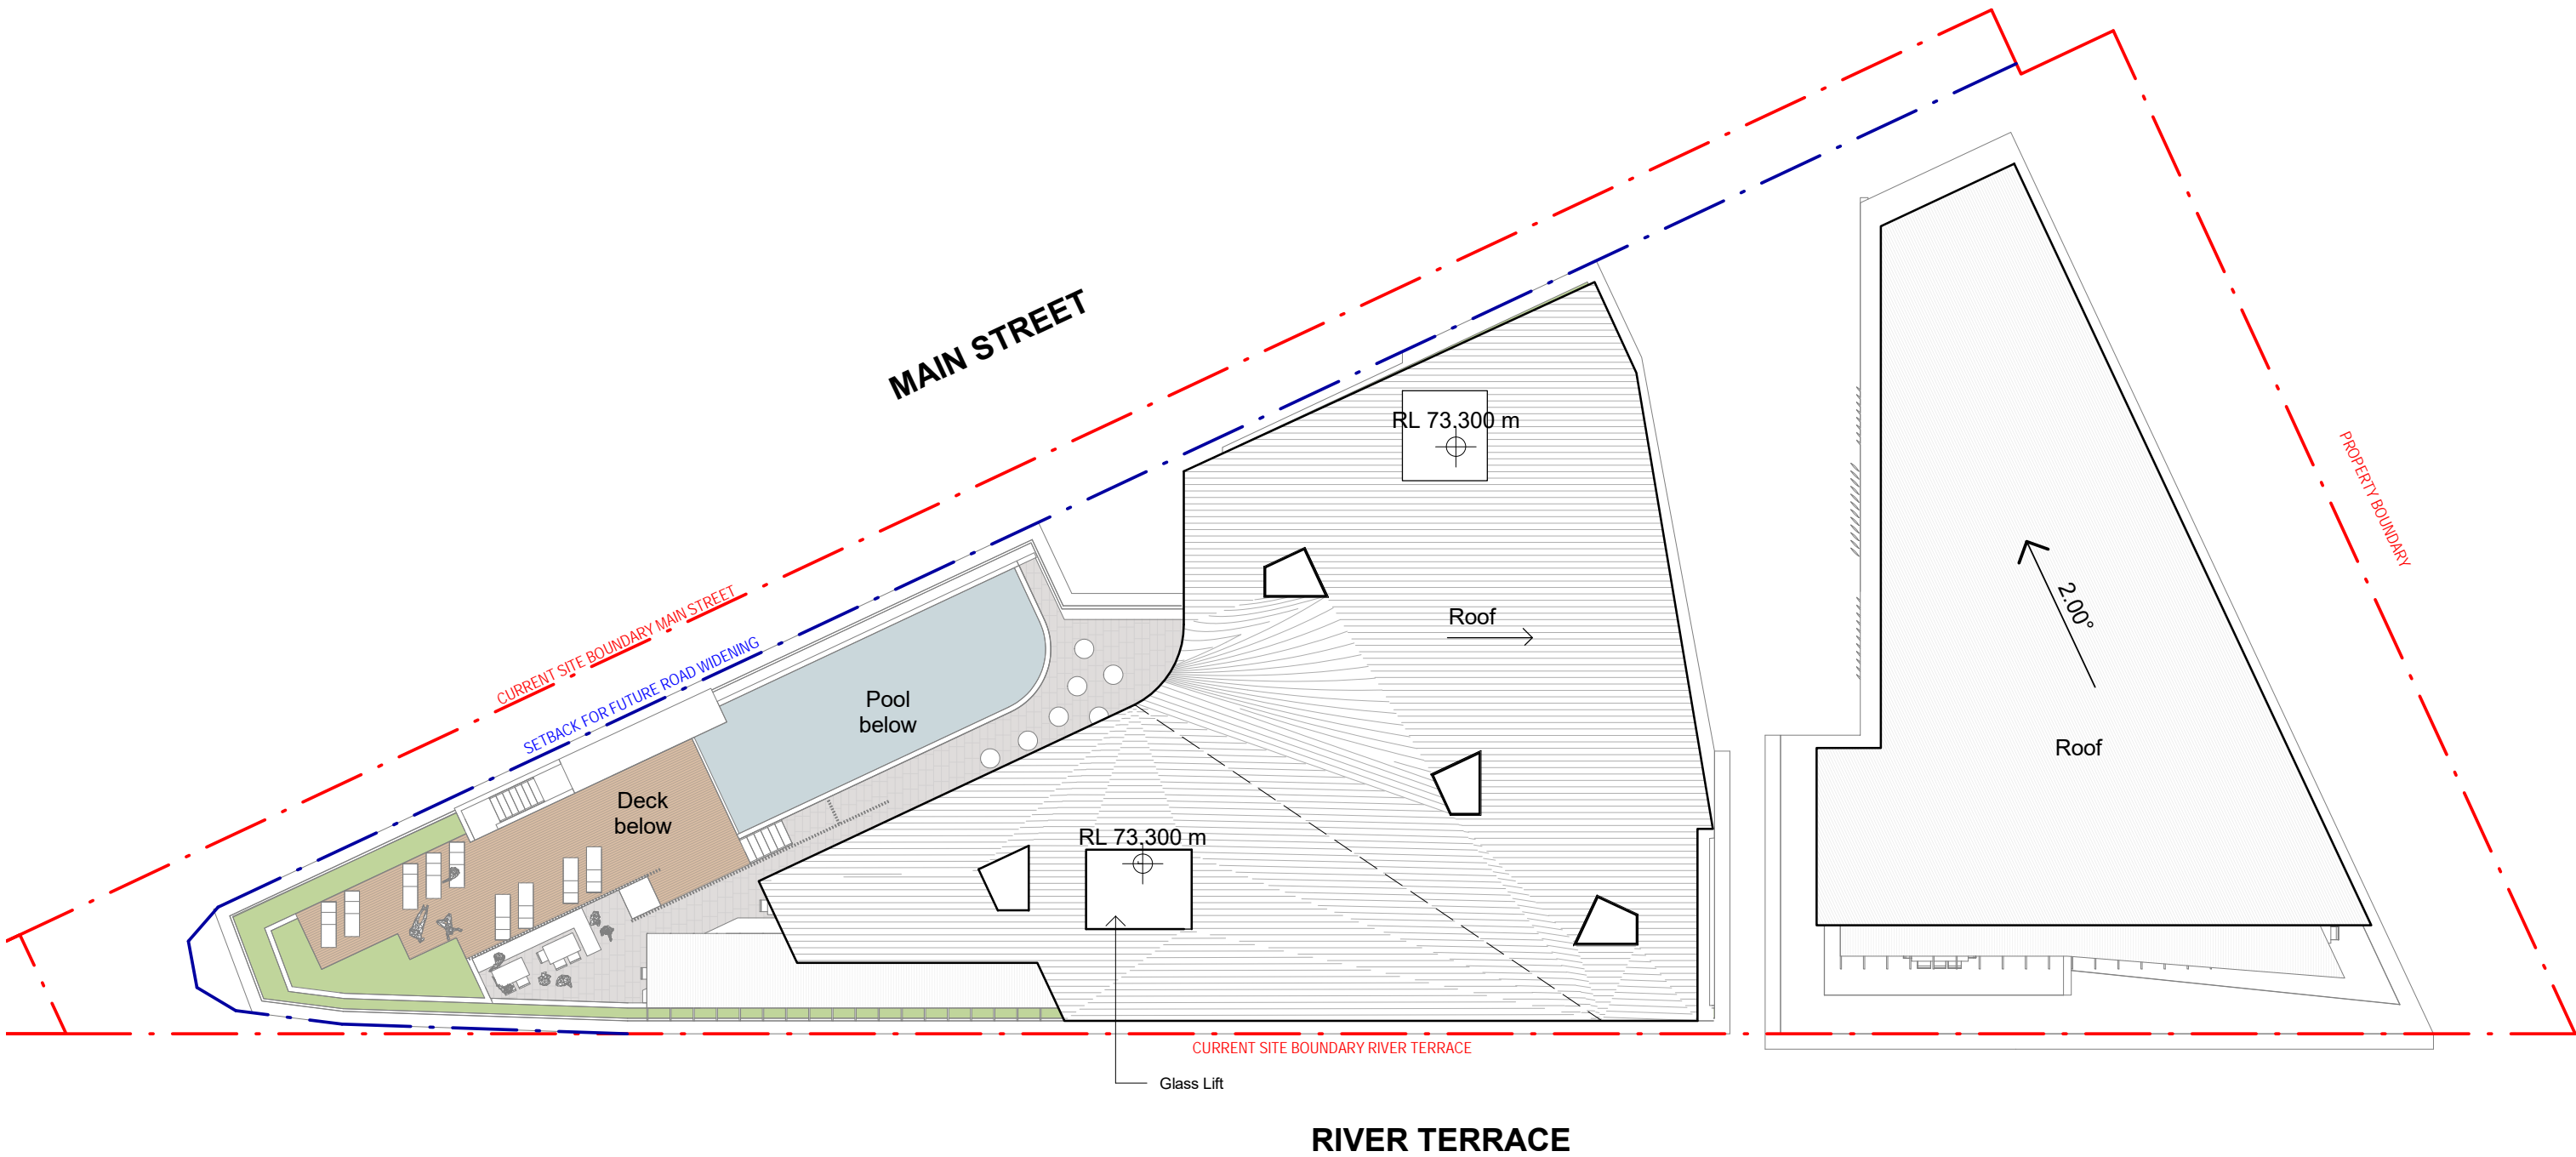 MAIN STREET
RL 73.300 m
PROPERTY BOUNDARY
CURRENT SITE BOUNDARY MAIN STREET
SETBACK FOR FUTURE ROAD WIDENING
Roof
2.00°
Pool
below
Roof
Deck
below
RL 73.300 m
CURRENT SITE BOUNDARY RIVER TERRACE
Glass Lift
RIVER TERRACE